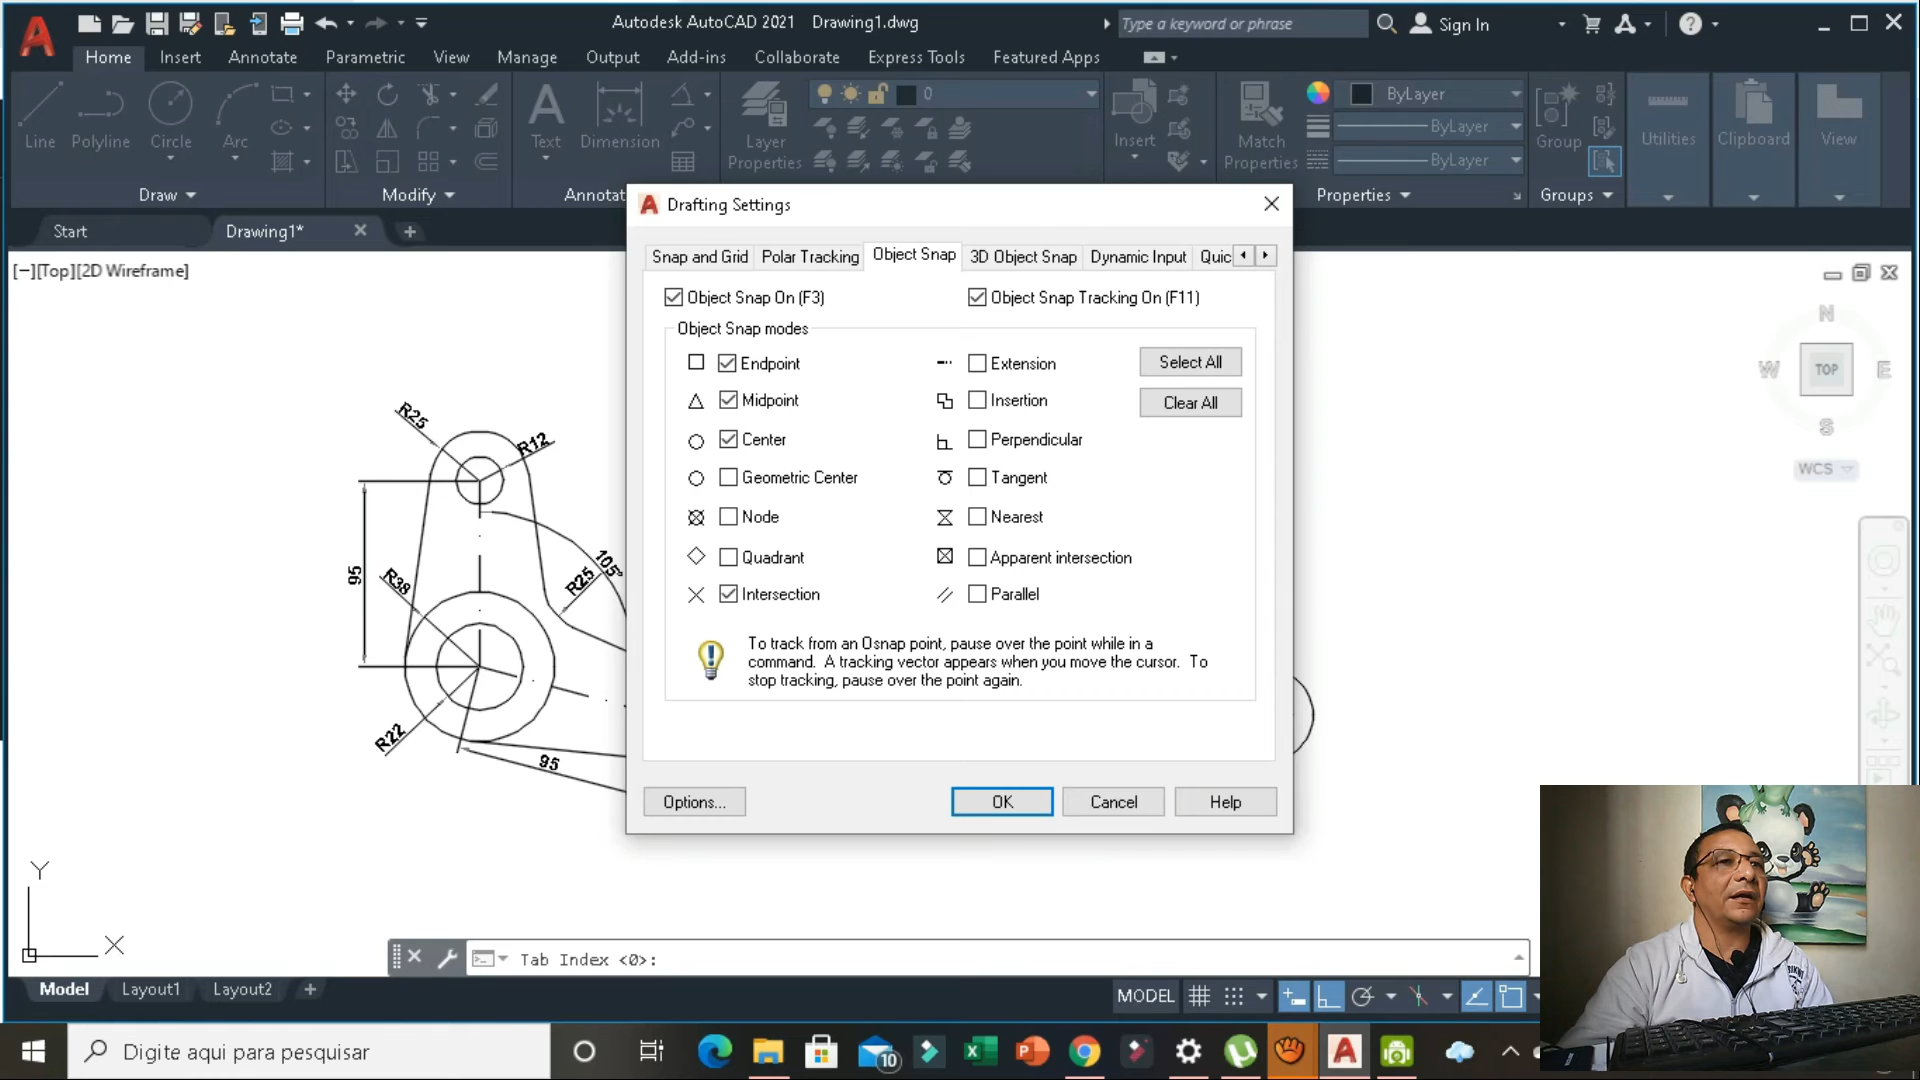 Autodesk AutoCAD 2021 Drawing1.dwg
Type a keyword or phrase
Sign In
Home Insert Annotate Parametric View Manage Output Add-ins Collaborate Express Tools Featured Apps
Line Polyline Circle Arc
Text Dimension
Layer Properties
0
Insert
Match Properties
ByLayer
ByLayer
ByLayer
Group
Utilities
Clipboard
View
Draw
Modify
Annotat
Properties
Groups
Start
Drawing1*
[−][Top][2D Wireframe]
Drafting Settings
Snap and Grid Polar Tracking Object Snap 3D Object Snap Dynamic Input Quic
Object Snap On (F3)
Object Snap Tracking On (F11)
Object Snap modes
Endpoint
Extension
Select All
Midpoint
Insertion
Clear All
Center
Perpendicular
Geometric Center
Tangent
Node
Nearest
Quadrant
Apparent intersection
Intersection
Parallel
To track from an Osnap point, pause over the point while in a
command. A tracking vector appears when you move the cursor. To
stop tracking, pause over the point again.
Options...
OK
Cancel
Help
N
W
TOP
E
S
WCS
R25
R12
95
R38
105°
R25
R22
95
Y
X
Tab Index <0>:
Model
Layout1
Layout2
MODEL
Digite aqui para pesquisar
10